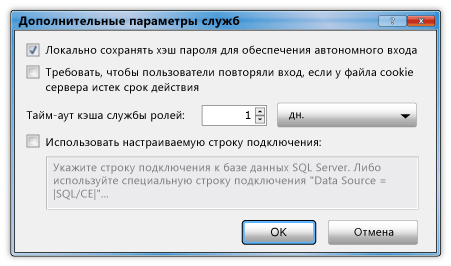 Дополнительные параметры служб
Локально сохранять хэш пароля для обеспечения автономного входа
Требовать, чтобы пользователи повторяли вход, если у файла cookie
сервера истек срок действия
Тайм-аут кэша службы ролей: 1 дн.
Использовать настраиваемую строку подключения:
Укажите строку подключения к базе данных SQL Server. Либо
используйте специальную строку подключения "Data Source =
|SQL/CE|"...
OK Отмена